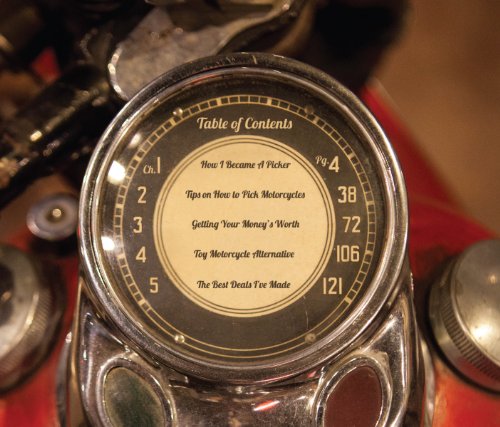 Table of Contents
Ch. 1 How I Became A Picker Pg. 4
2 Tips on How to Pick Motorcycles 38
3 Getting Your Money's Worth 72
4 Toy Motorcycle Alternative 106
5 The Best Deals I've Made 121